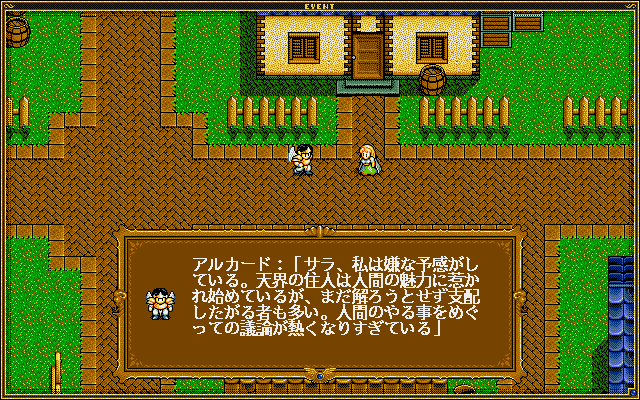 EVENT
アルカード：「サラ、私は嫌な予感がし
ている。天界の住人は人間の魅力に惹か
れ始めているが、まだ解ろうとせず支配
したがる者も多い。人間のやる事をめぐ
っての議論が熱くなりすぎている」